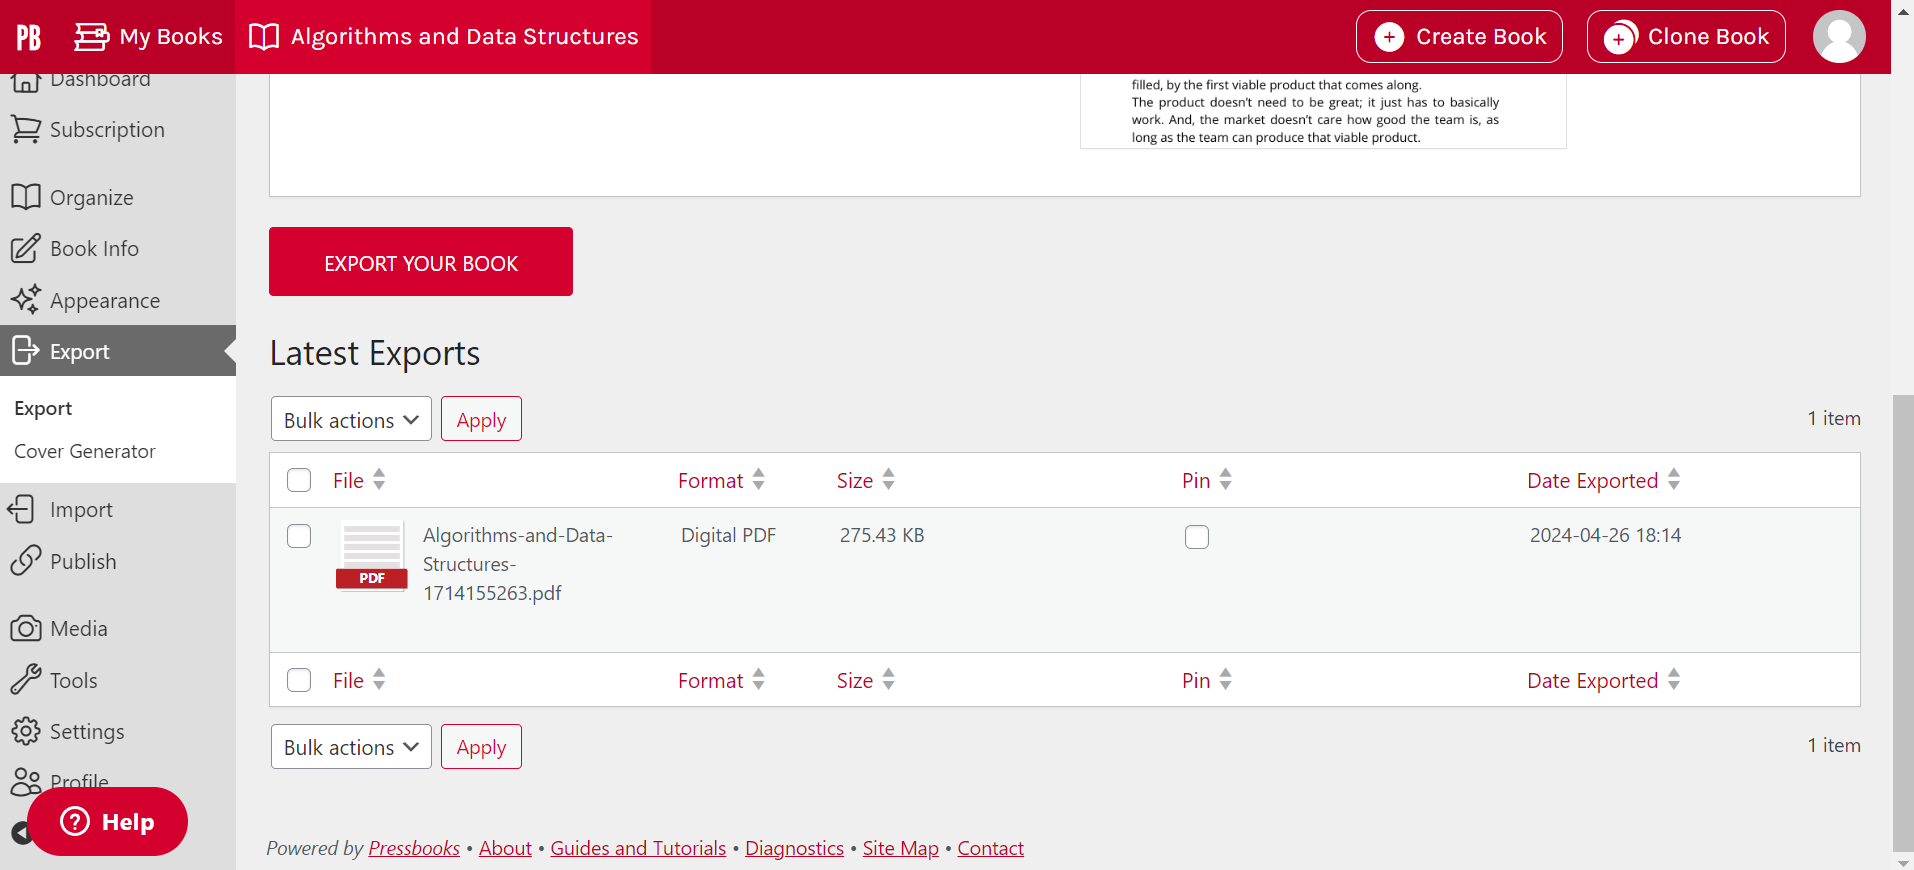 PB My Books Algorithms and Data Structures Create Book Clone Book
Dashboard
Subscription
Organize
Book Info
Appearance
Export
Export
Cover Generator
Import
Publish
Media
Tools
Settings
Profile
Help
filled, by the first viable product that comes along.
The product doesn't need to be great; it just has to basically
work. And, the market doesn't care how good the team is, as
long as the team can produce that viable product.
EXPORT YOUR BOOK
Latest Exports
Bulk actions Apply 1 item
File Format Size Pin Date Exported
Algorithms-and-Data- Digital PDF 275.43 KB 2024-04-26 18:14
Structures-
PDF
1714155263.pdf
File Format Size Pin Date Exported
Bulk actions Apply 1 item
Powered by Pressbooks • About • Guides and Tutorials • Diagnostics • Site Map • Contact